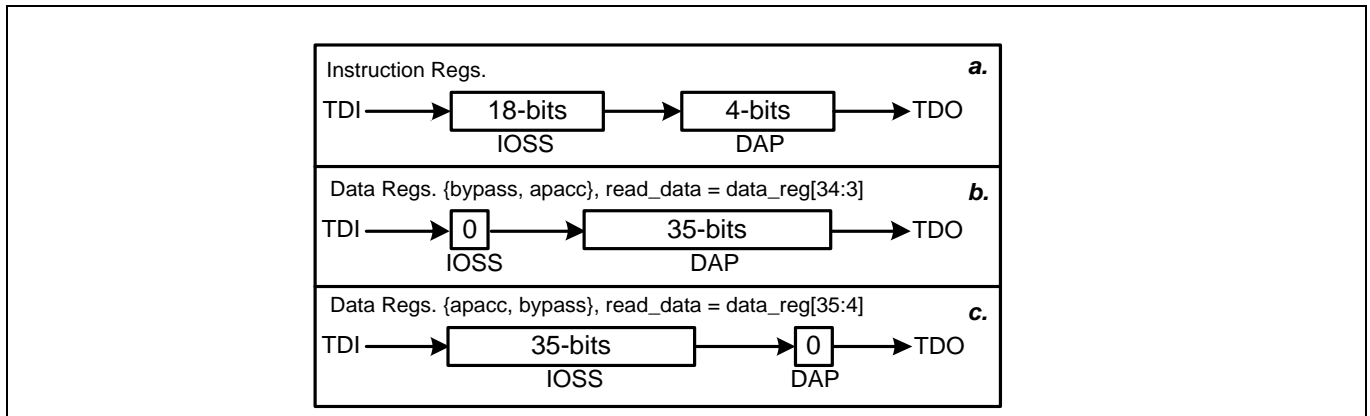 Instruction Regs. a.
TDI 18-bits 4-bits TDO
IOSS DAP
Data Regs. {bypass, apacc}, read_data = data_reg[34:3] b.
TDI 0 35-bits TDO
IOSS DAP
Data Regs. {apacc, bypass}, read_data = data_reg[35:4] c.
TDI 35-bits 0 TDO
IOSS DAP